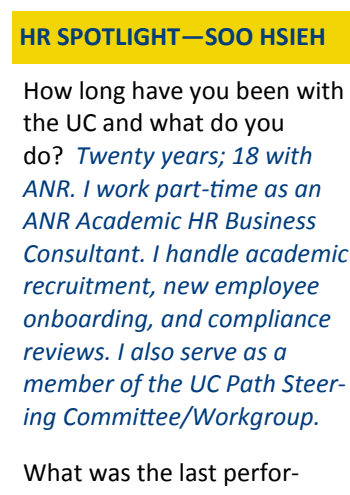 HR SPOTLIGHT—SOO HSIEH
How long have you been with
the UC and what do you
do?  Twenty years; 18 with
ANR. I work part-time as an
ANR Academic HR Business
Consultant. I handle academic
recruitment, new employee
onboarding, and compliance
reviews. I also serve as a
member of the UC Path Steer-
ing Committee/Workgroup.
What was the last perfor-